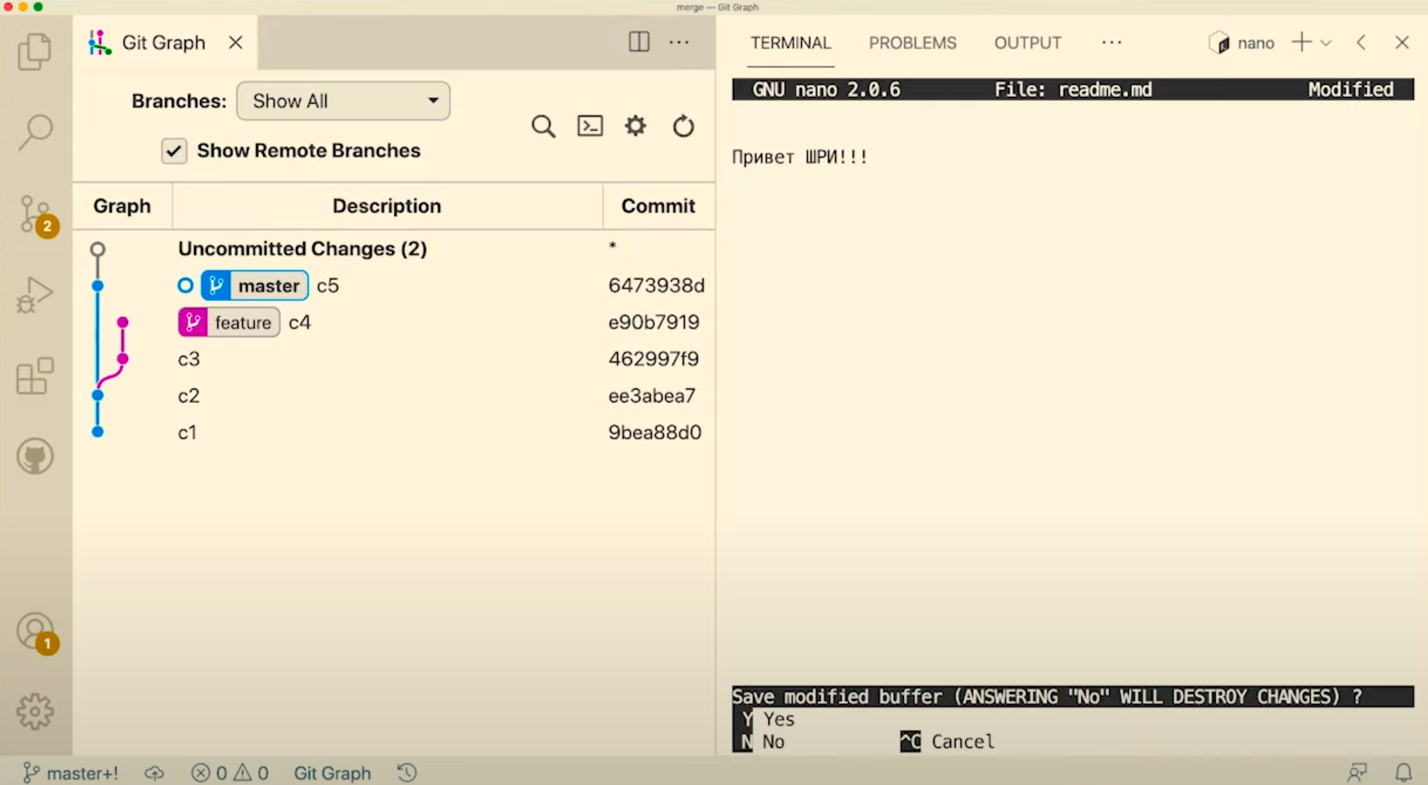 merge — Git Graph
Git Graph
Branches: Show All
Show Remote Branches
Graph Description Commit
Uncommitted Changes (2) *
master c5 6473938d
feature c4 e90b7919
c3 462997f9
c2 ee3abea7
c1 9bea88d0
2
1
TERMINAL PROBLEMS OUTPUT ... nano
GNU nano 2.0.6 File: readme.md Modified
Привет ШРИ!!!
Save modified buffer (ANSWERING "No" WILL DESTROY CHANGES) ?
Y Yes
N No ^C Cancel
master+! 0 0 Git Graph